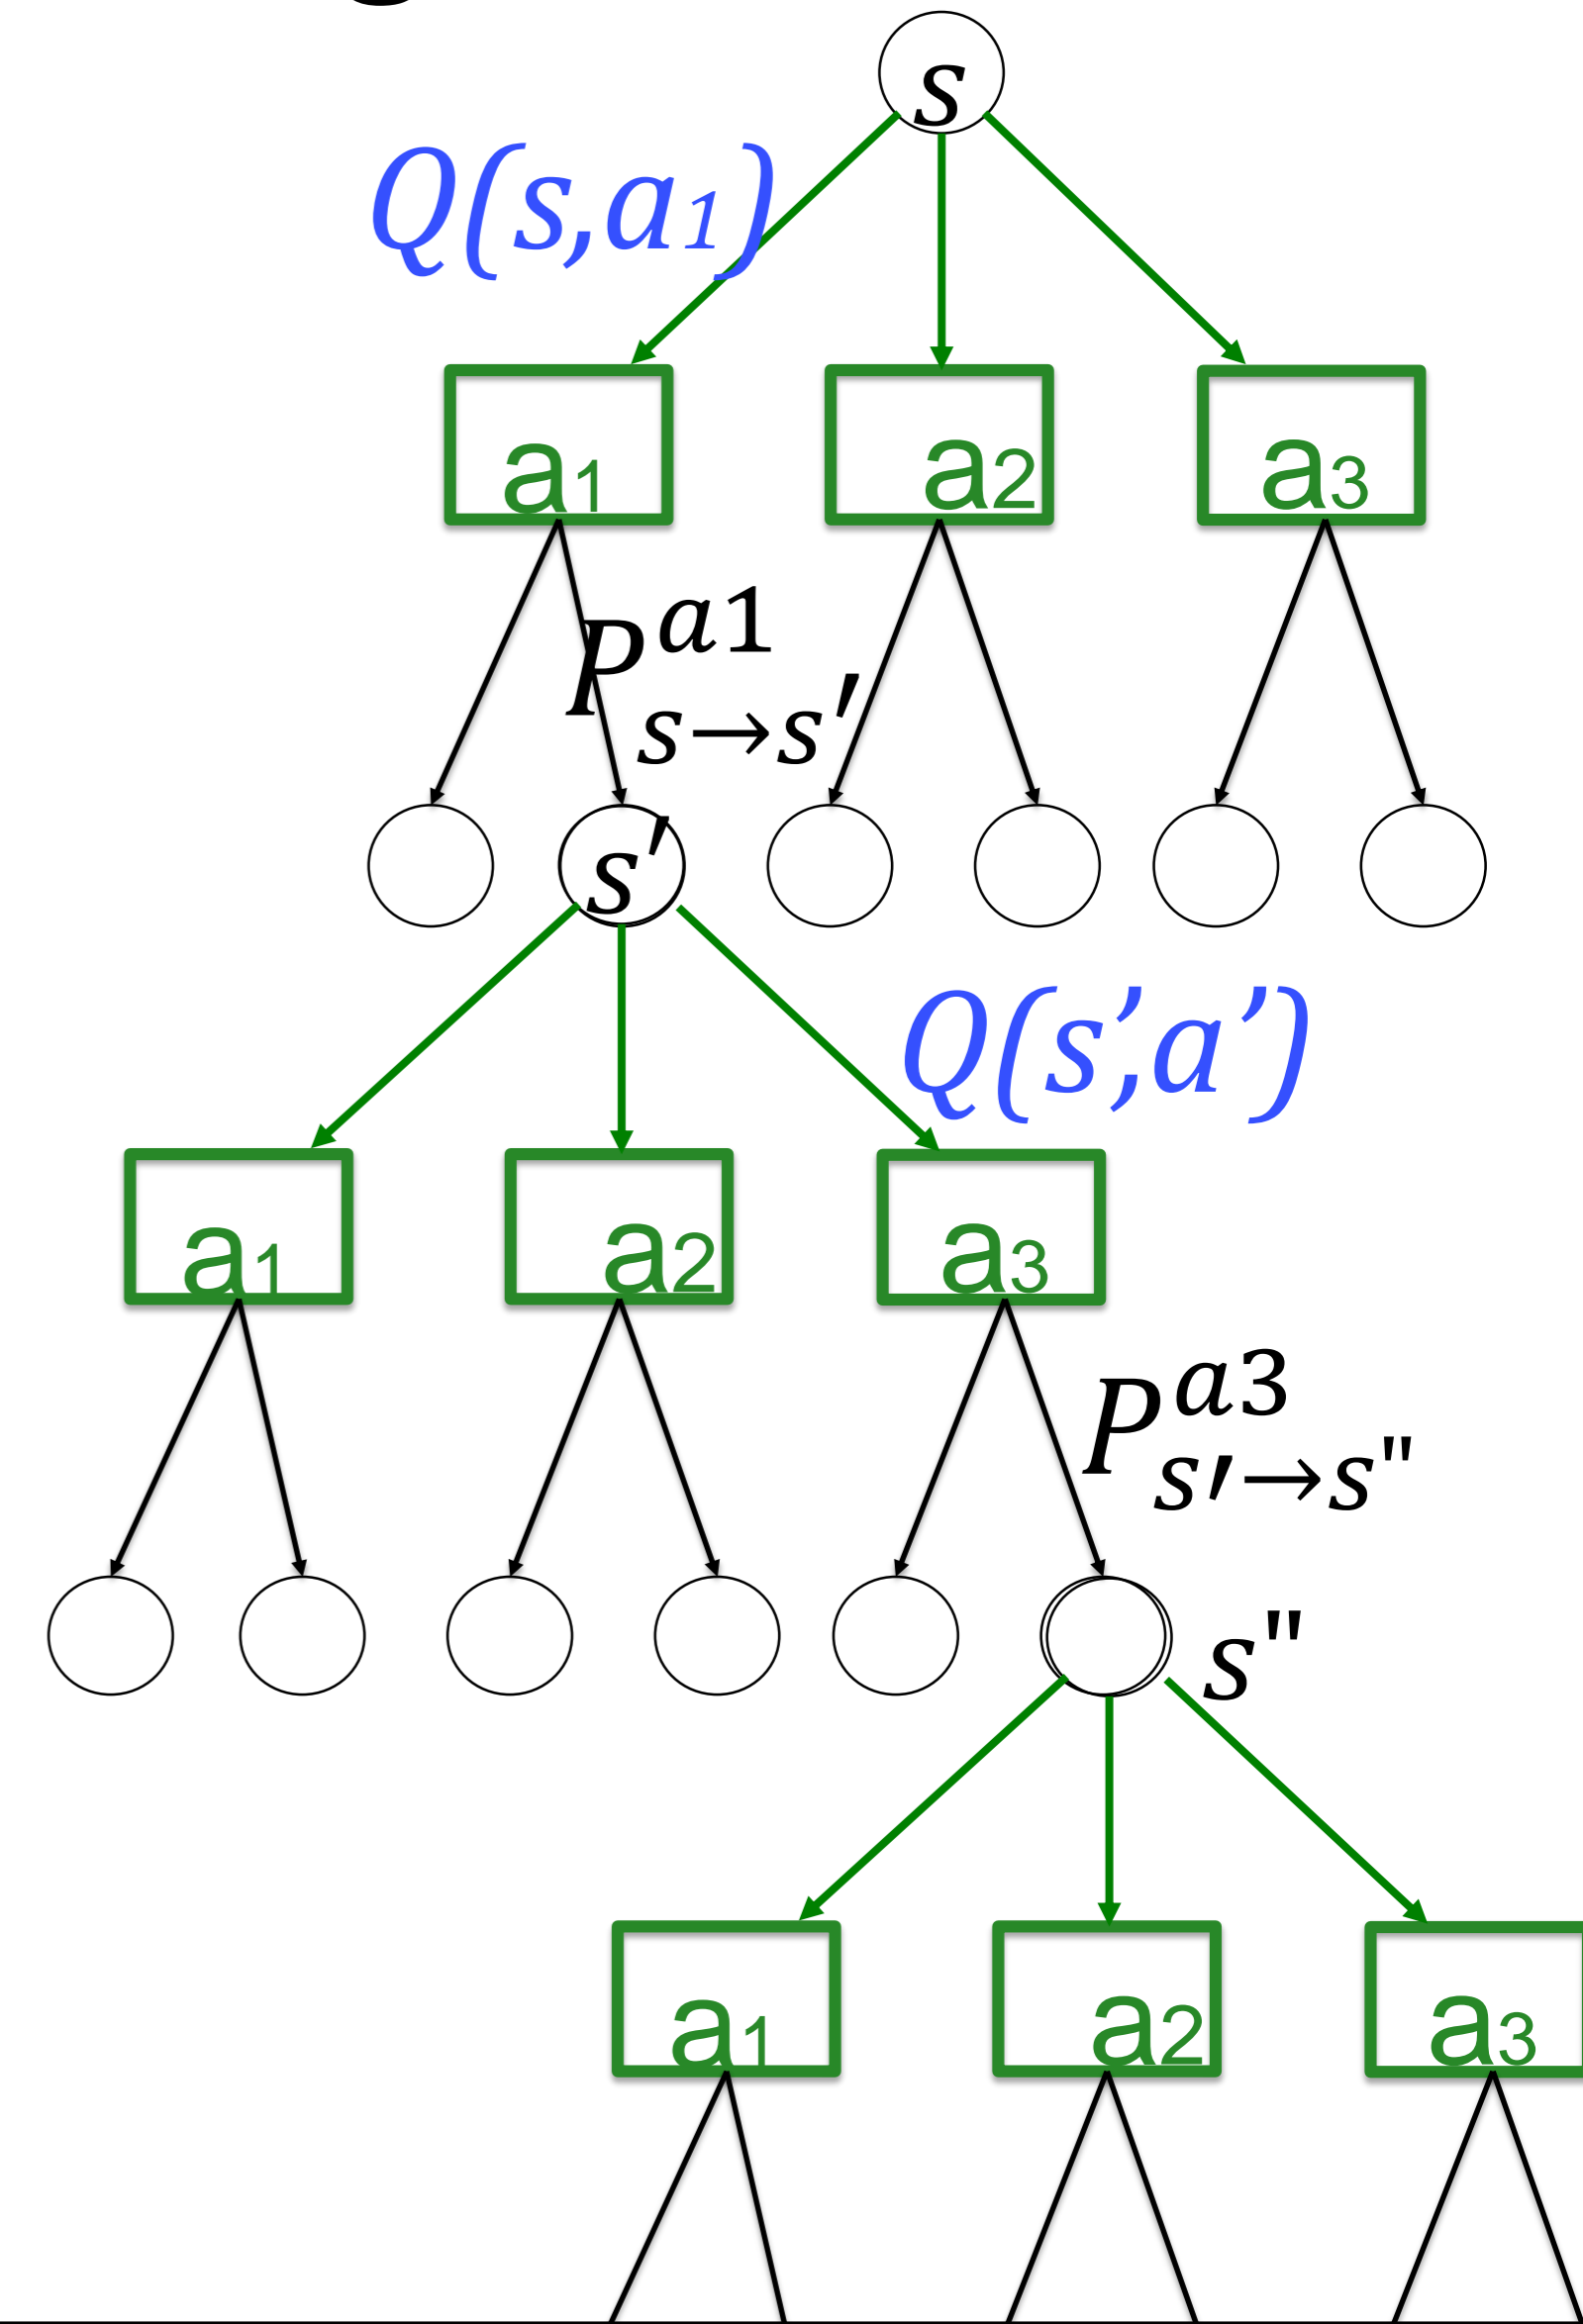 s
Q(s,a1)
a1
a2
a3
P^{a1}_{s→s′}
s′
Q(s’,a’)
a1
a2
a3
P^{a3}_{s′→s"}
s"
a1
a2
a3